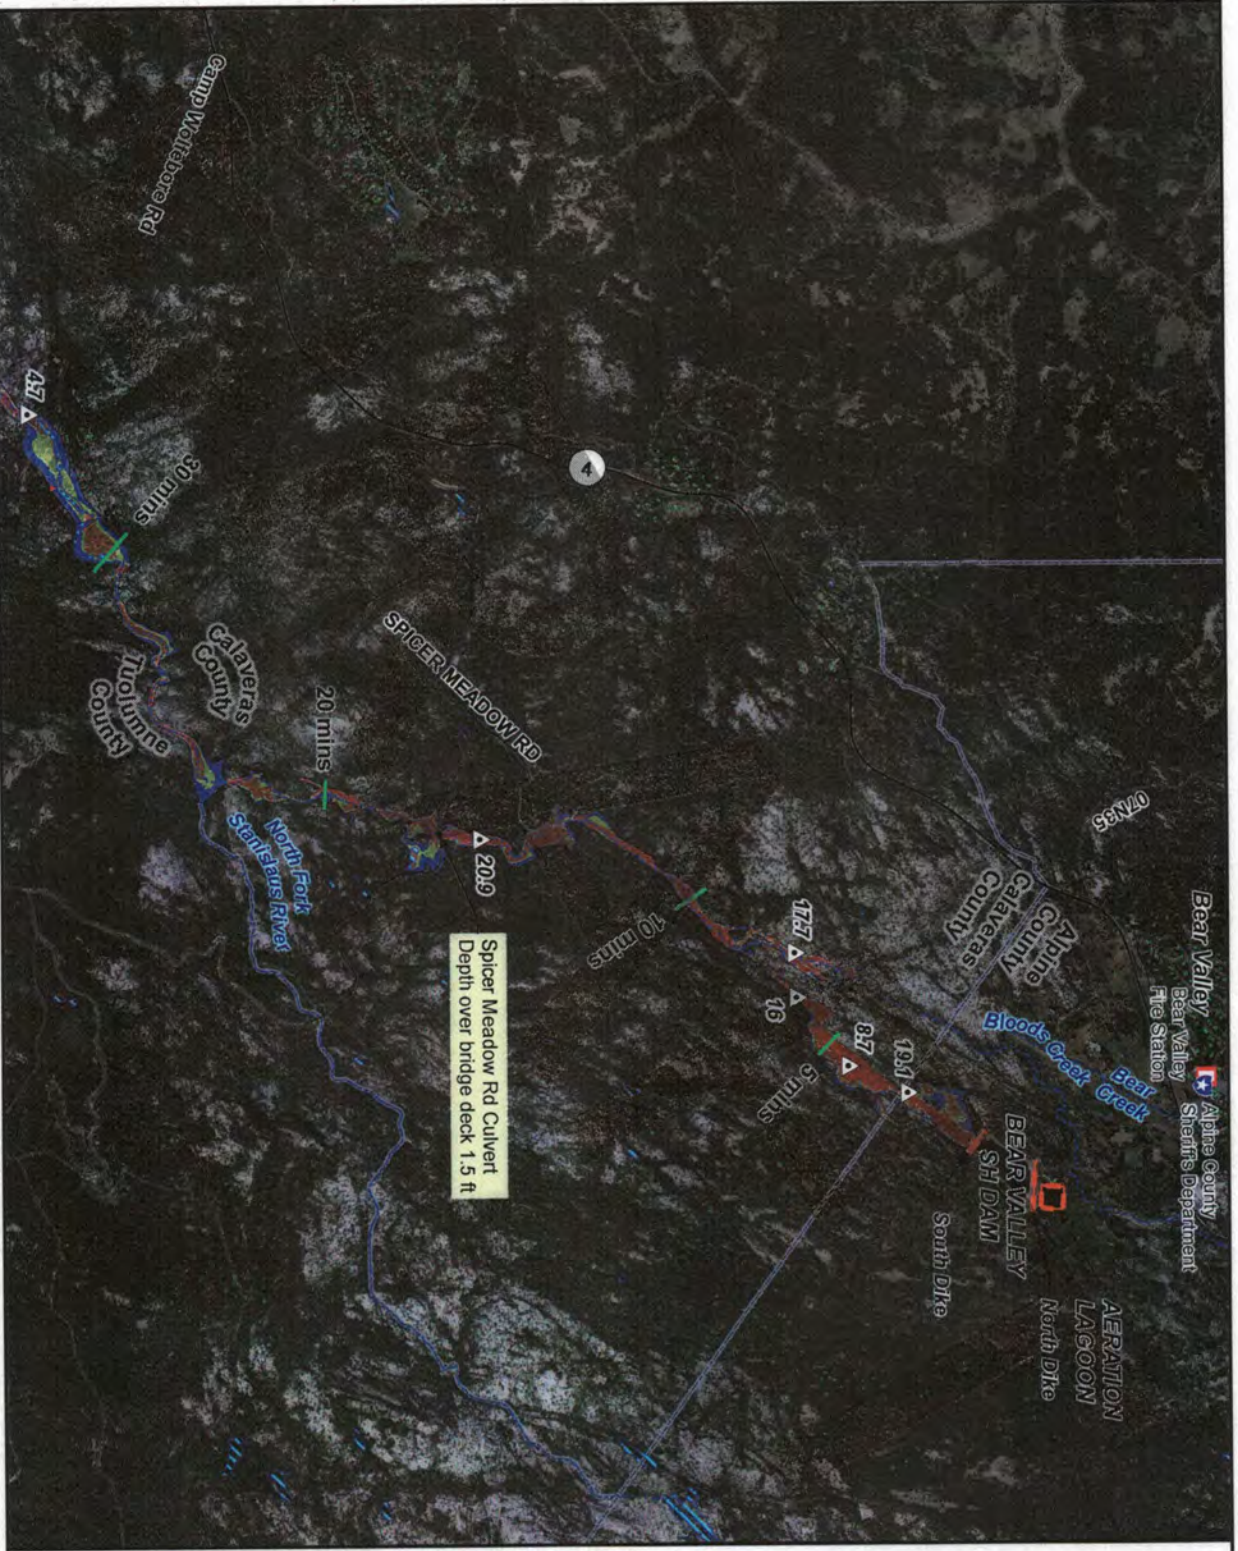 Camp Wolfeboro Rd
4
07N35
Bear Valley
Bear Valley
Fire Station
Alpine County
Sheriff's Department
Bear
Creek
Bloods Creek
Alpine
County
Calaveras
County
BEAR VALLEY
SH DAM
AERATION
LAGOON
North Dike
South Dike
19.1
8.7
5 mins
16
17.7
10 mins
SPICER MEADOW RD
20.9
Spicer Meadow Rd Culvert
Depth over bridge deck 1.5 ft
20 mins
North Fork
Stanislaus River
Calaveras
County
Tuolumne
County
30 mins
4.7